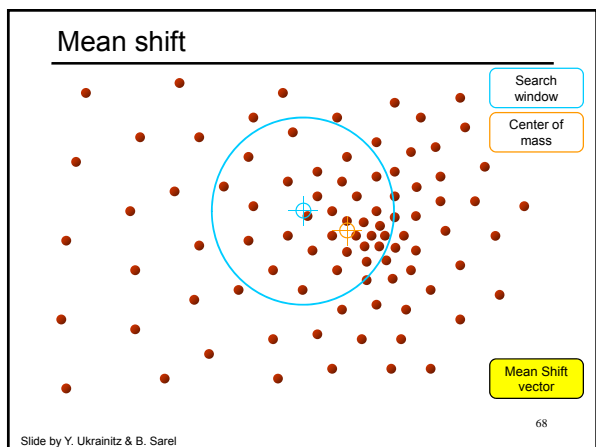 Mean shift
Search
window
Center of
mass
Mean Shift
vector
68
Slide by Y. Ukrainitz & B. Sarel